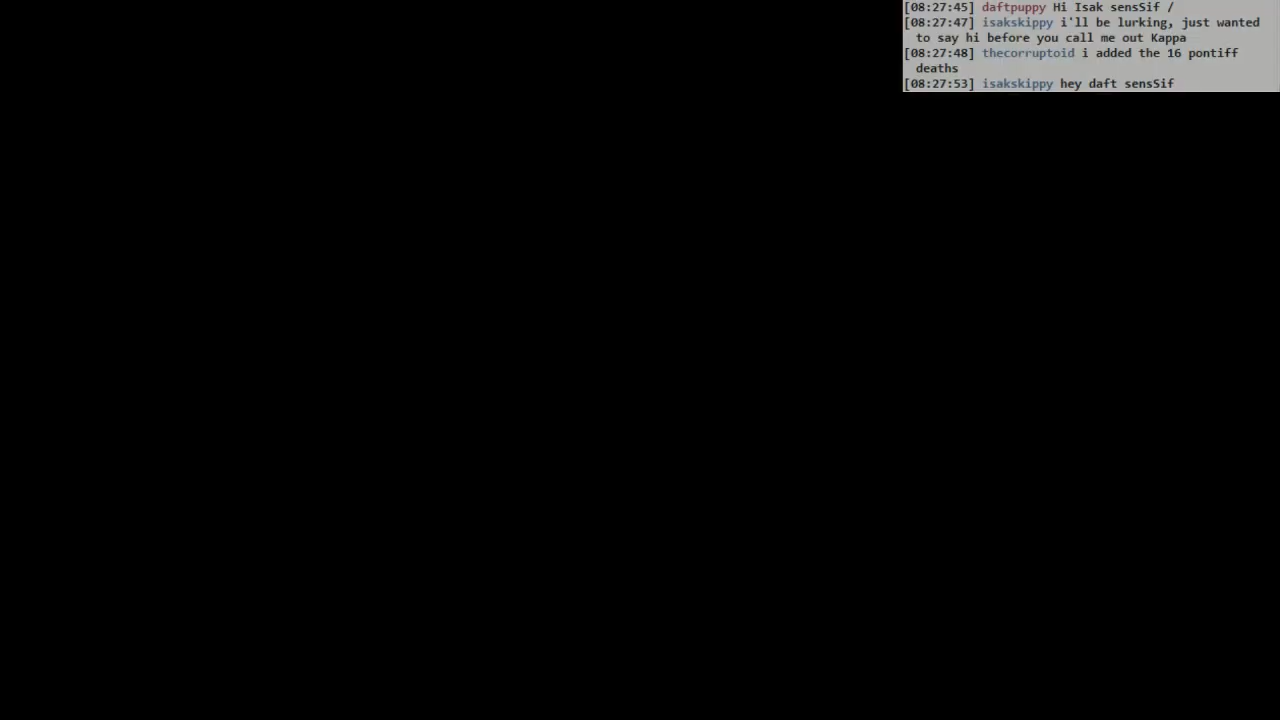 [08:27:45] daftpuppy Hi Isak sensSif /
[08:27:47] isakskippy i'll be lurking, just wanted
to say hi before you call me out Kappa
[08:27:48] thecorruptoid i added the 16 pontiff
deaths
[08:27:53] isakskippy hey daft sensSif